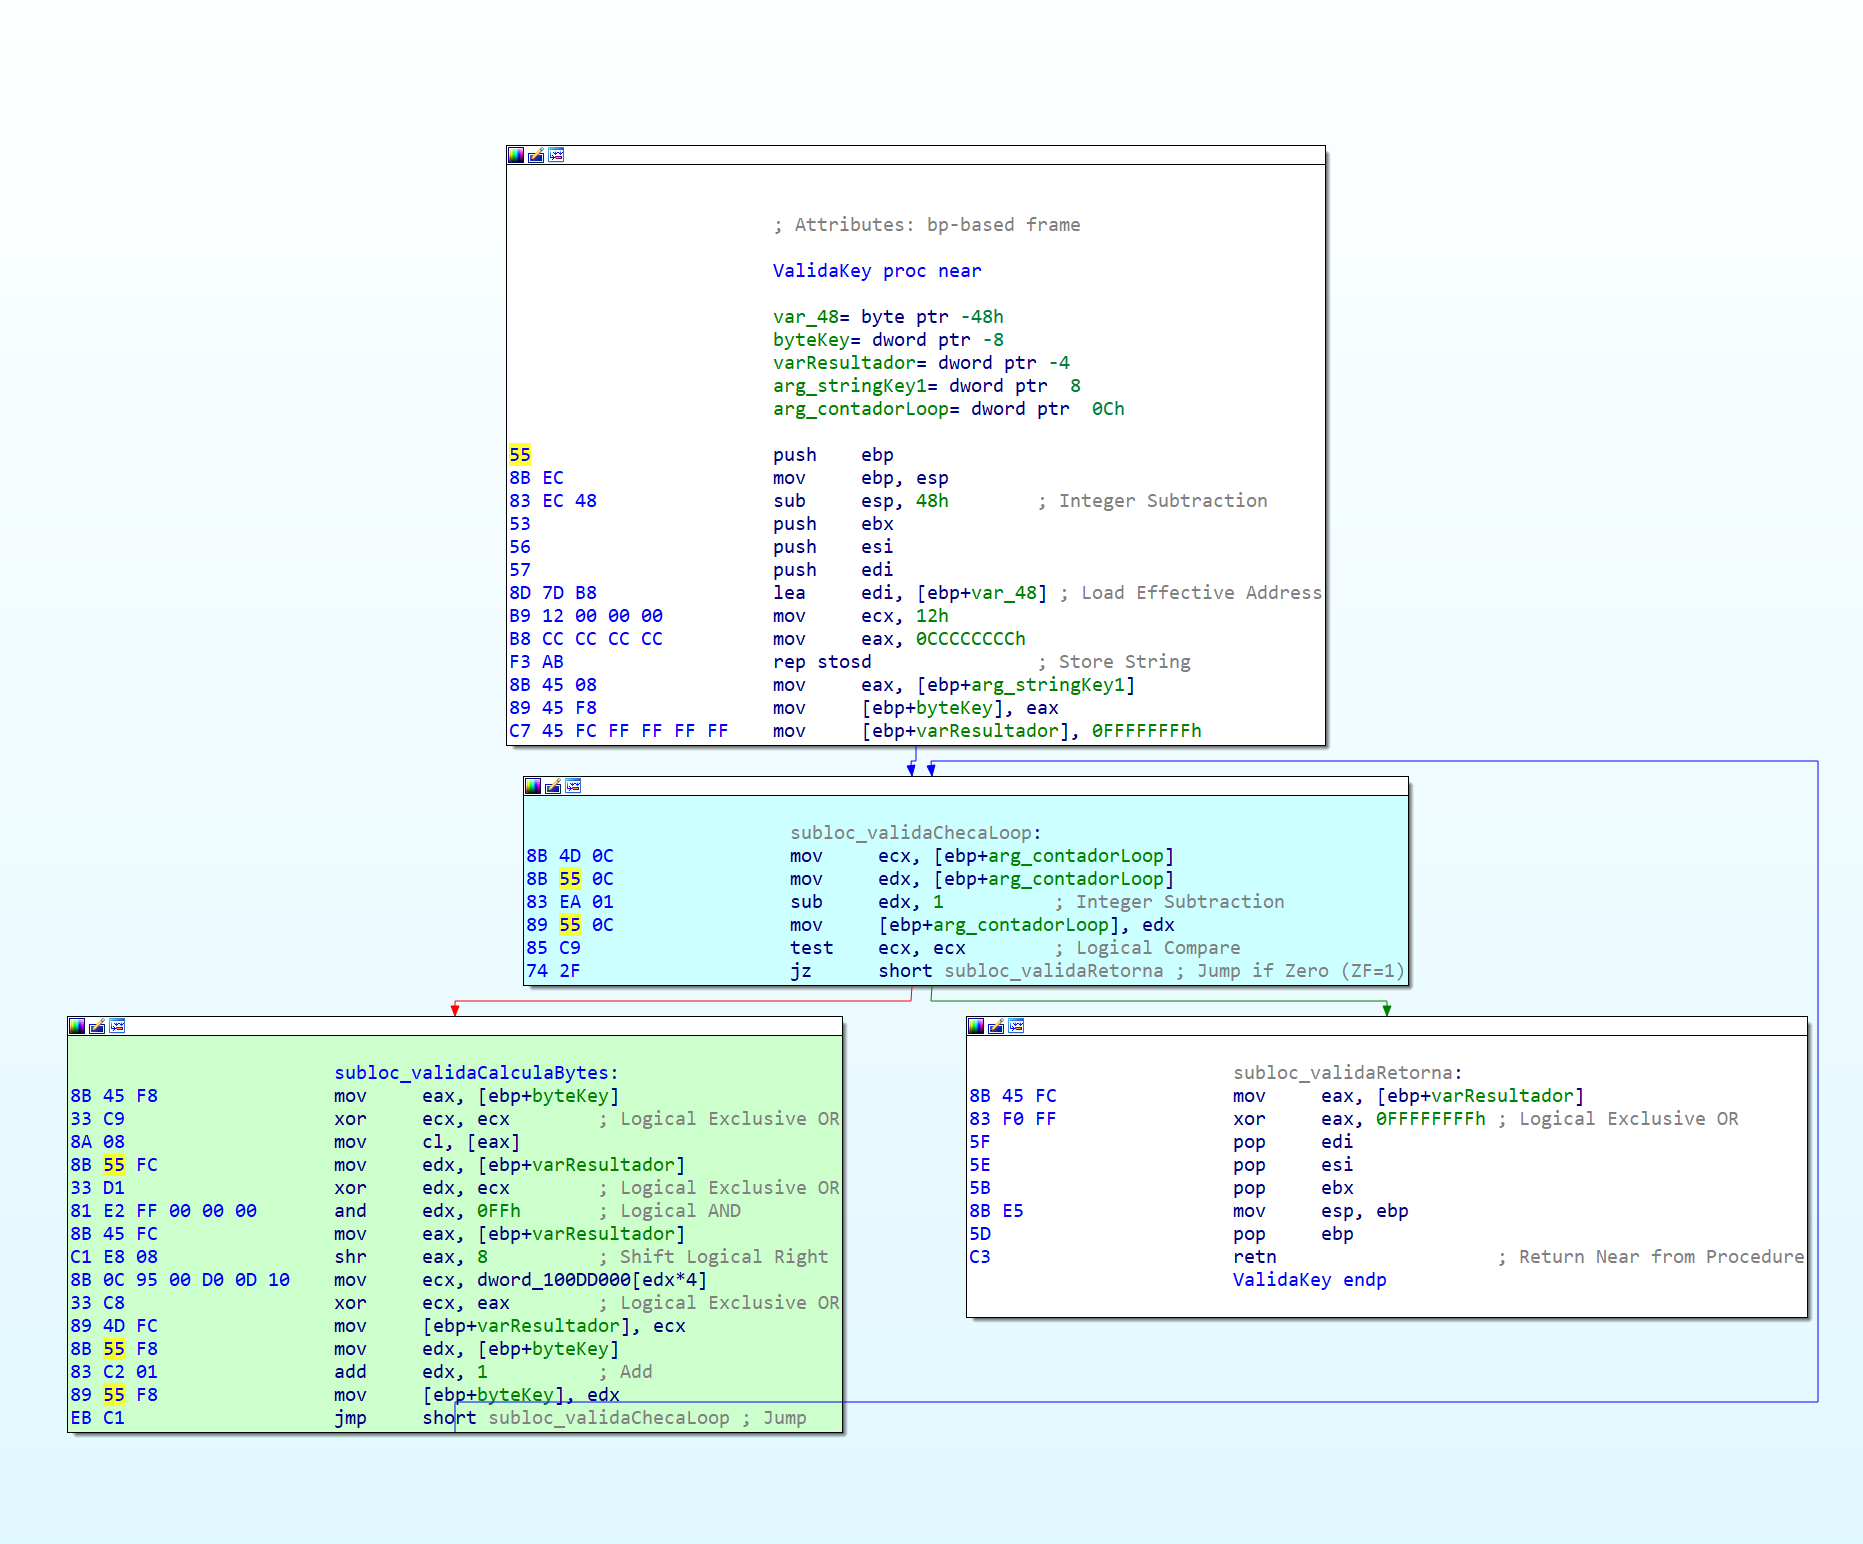 ; Attributes: bp-based frame
ValidaKey proc near
var_48= byte ptr -48h
byteKey= dword ptr -8
varResultador= dword ptr -4
arg_stringKey1= dword ptr  8
arg_contadorLoop= dword ptr  0Ch
55 push ebp
8B EC mov ebp, esp
83 EC 48 sub esp, 48h ; Integer Subtraction
53 push ebx
56 push esi
57 push edi
8D 7D B8 lea edi, [ebp+var_48] ; Load Effective Address
B9 12 00 00 00 mov ecx, 12h
B8 CC CC CC CC mov eax, 0CCCCCCCCh
F3 AB rep stosd ; Store String
8B 45 08 mov eax, [ebp+arg_stringKey1]
89 45 F8 mov [ebp+byteKey], eax
C7 45 FC FF FF FF FF mov [ebp+varResultador], 0FFFFFFFFh
subloc_validaChecaLoop:
8B 4D 0C mov ecx, [ebp+arg_contadorLoop]
8B 55 0C mov edx, [ebp+arg_contadorLoop]
83 EA 01 sub edx, 1 ; Integer Subtraction
89 55 0C mov [ebp+arg_contadorLoop], edx
85 C9 test ecx, ecx ; Logical Compare
74 2F jz short subloc_validaRetorna ; Jump if Zero (ZF=1)
subloc_validaCalculaBytes:
8B 45 F8 mov eax, [ebp+byteKey]
33 C9 xor ecx, ecx ; Logical Exclusive OR
8A 08 mov cl, [eax]
8B 55 FC mov edx, [ebp+varResultador]
33 D1 xor edx, ecx ; Logical Exclusive OR
81 E2 FF 00 00 00 and edx, 0FFh ; Logical AND
8B 45 FC mov eax, [ebp+varResultador]
C1 E8 08 shr eax, 8 ; Shift Logical Right
8B 0C 95 00 D0 0D 10 mov ecx, dword_100DD000[edx*4]
33 C8 xor ecx, eax ; Logical Exclusive OR
89 4D FC mov [ebp+varResultador], ecx
8B 55 F8 mov edx, [ebp+byteKey]
83 C2 01 add edx, 1 ; Add
89 55 F8 mov [ebp+byteKey], edx
EB C1 jmp short subloc_validaChecaLoop ; Jump
subloc_validaRetorna:
8B 45 FC mov eax, [ebp+varResultador]
83 F0 FF xor eax, 0FFFFFFFFh ; Logical Exclusive OR
5F pop edi
5E pop esi
5B pop ebx
8B E5 mov esp, ebp
5D pop ebp
C3 retn ; Return Near from Procedure
ValidaKey endp